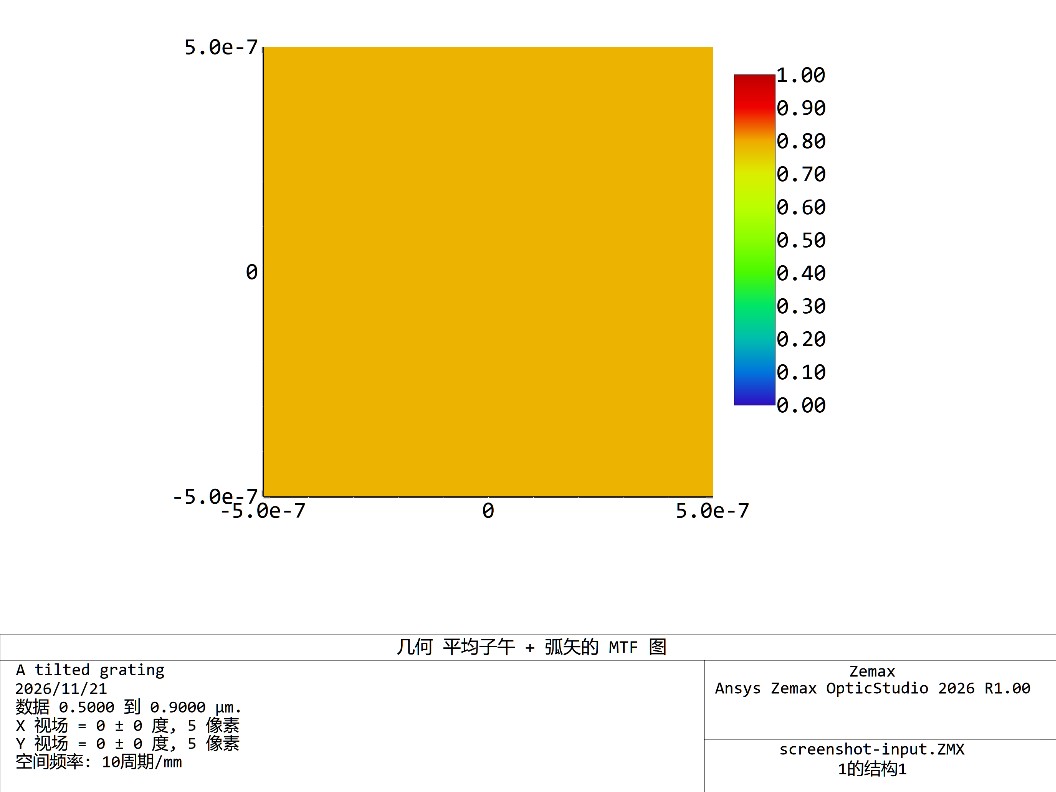 5.0e-7
0
-5.0e-7
-5.0e-7
0
5.0e-7
1.00
0.90
0.80
0.70
0.60
0.50
0.40
0.30
0.20
0.10
0.00
几何 平均子午 + 弧矢的 MTF 图
A tilted grating
2026/11/21
数据 0.5000 到 0.9000 μm.
X 视场 = 0 ± 0 度, 5 像素
Y 视场 = 0 ± 0 度, 5 像素
空间频率: 10周期/mm
Zemax
Ansys Zemax OpticStudio 2026 R1.00
screenshot-input.ZMX
1的结构1